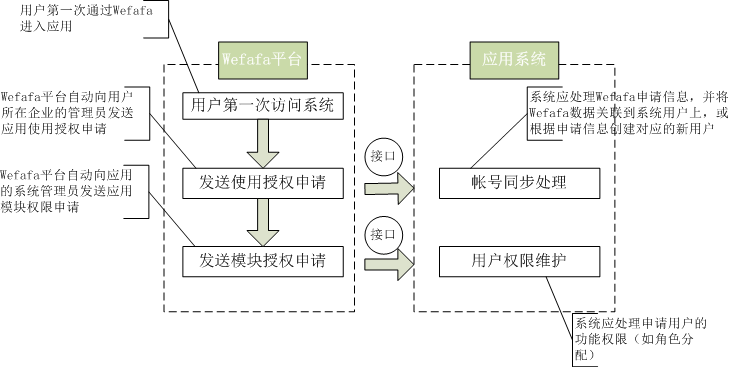 用户第一次通过Wefafa
进入应用
Wefafa平台
应用系统
Wefafa平台自动向用户
所在企业的管理员发送
应用使用授权申请
用户第一次访问系统
系统应处理Wefafa申请信息，并将
Wefafa数据关联到系统用户上，或
根据申请信息创建对应的新用户
接口
Wefafa平台自动向应用
的系统管理员发送应用
模块权限申请
发送使用授权申请
帐号同步处理
接口
发送模块授权申请
用户权限维护
系统应处理申请用户的
功能权限（如角色分
配）